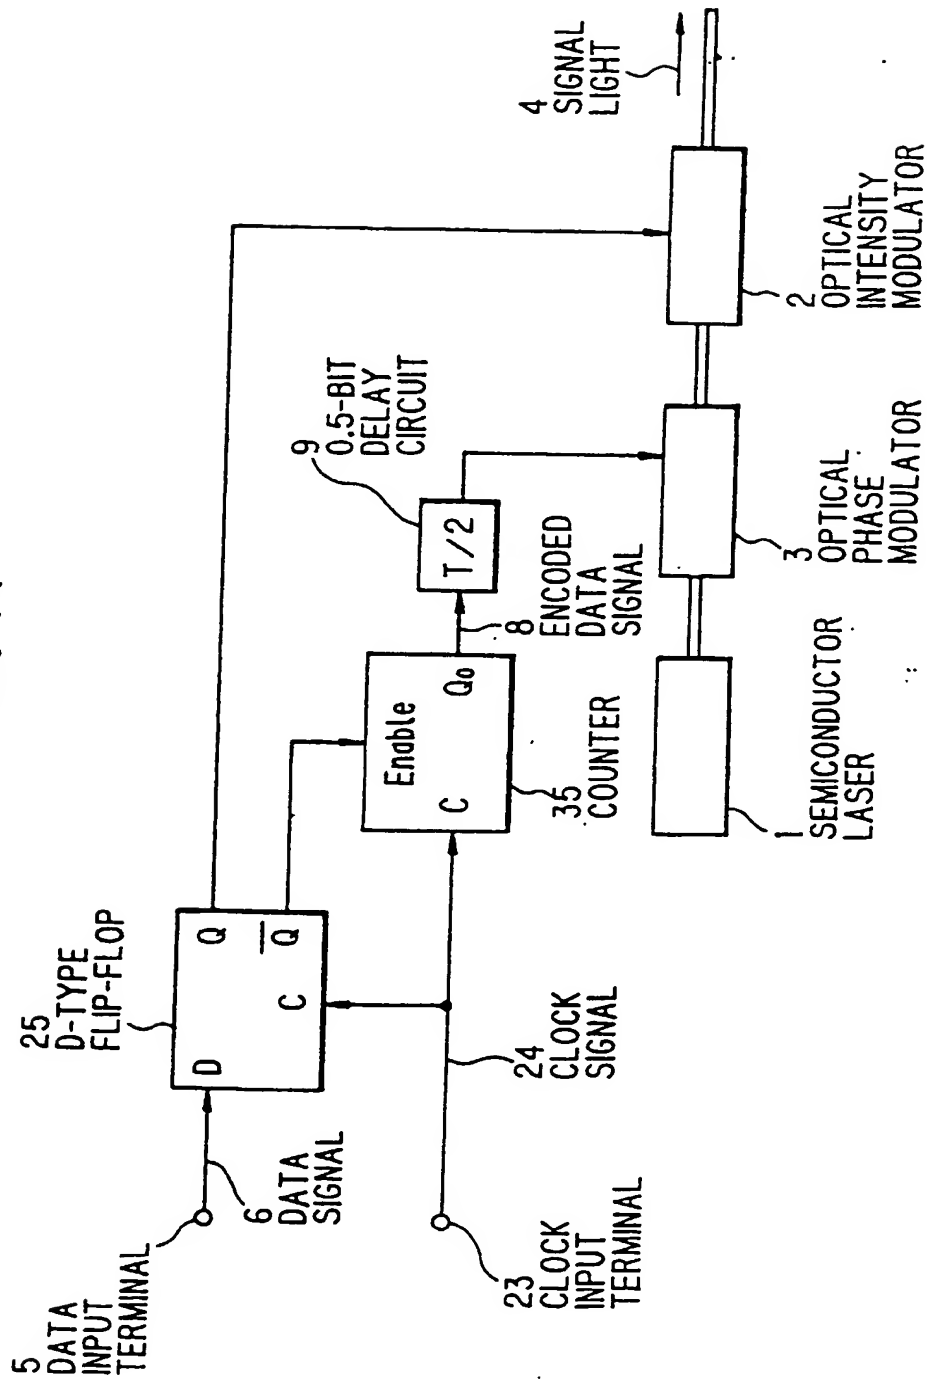 5
DATA
INPUT
TERMINAL
6
DATA
SIGNAL
25
D-TYPE
FLIP-FLOP
D
Q
Q
C
23
CLOCK
INPUT
TERMINAL
24
CLOCK
SIGNAL
Enable
C
Q0
35
COUNTER
8
ENCODED
DATA
SIGNAL
9
0.5-BIT
DELAY
CIRCUIT
T/2
1
SEMICONDUCTOR
LASER
3
OPTICAL
PHASE
MODULATOR
2
OPTICAL
INTENSITY
MODULATOR
4
SIGNAL
LIGHT